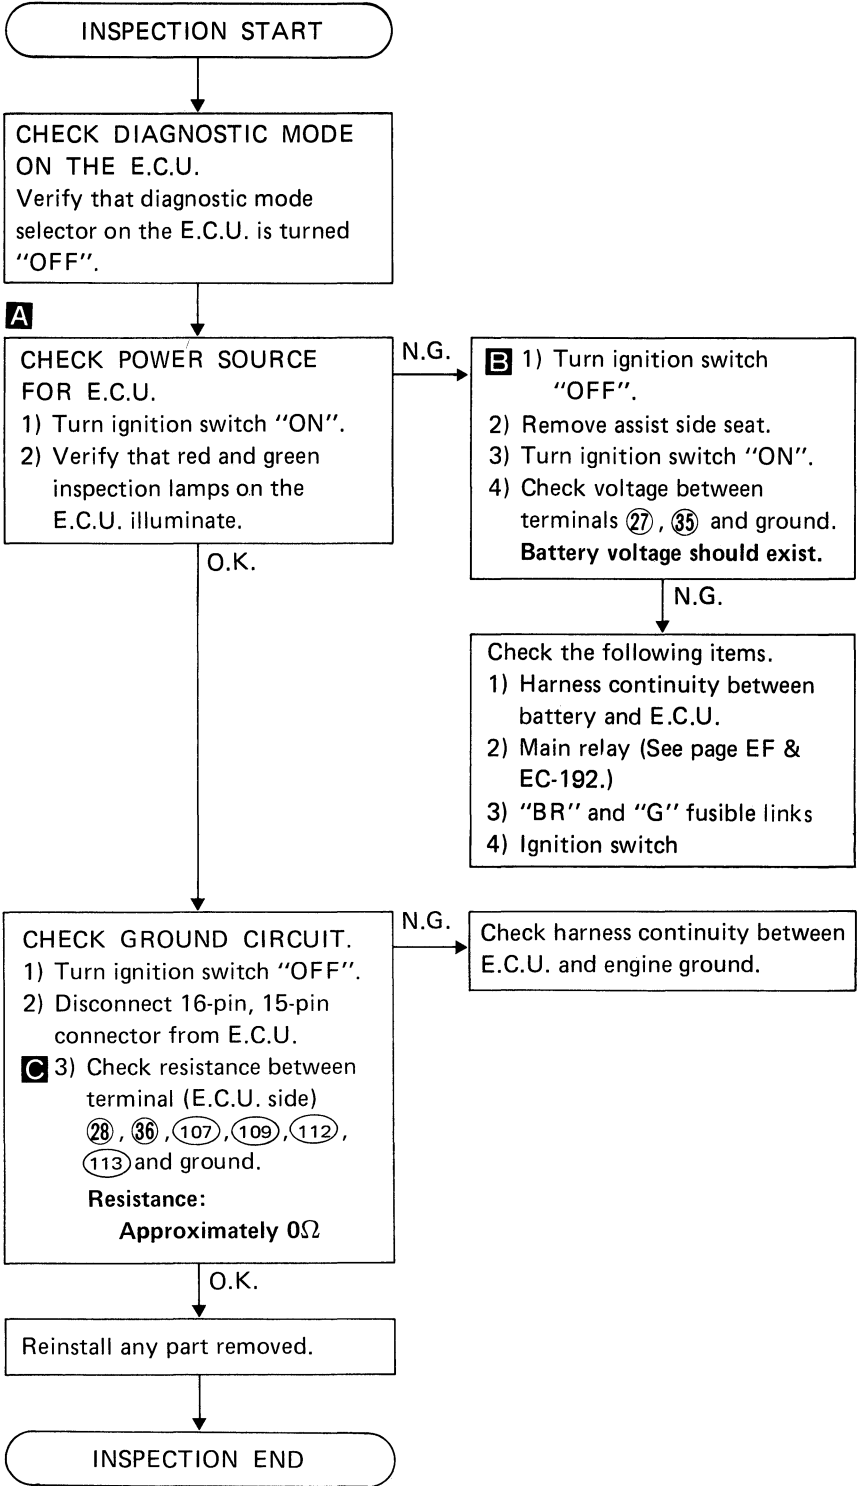 INSPECTION START
CHECK DIAGNOSTIC MODE
ON THE E.C.U.
Verify that diagnostic mode
selector on the E.C.U. is turned
“OFF”.
A
CHECK POWER SOURCE
FOR E.C.U.
1) Turn ignition switch “ON”.
2) Verify that red and green
inspection lamps on the
E.C.U. illuminate.
N.G.
B 1) Turn ignition switch
“OFF”.
2) Remove assist side seat.
3) Turn ignition switch “ON”.
4) Check voltage between
terminals 27, 35 and ground.
Battery voltage should exist.
O.K.
N.G.
Check the following items.
1) Harness continuity between
battery and E.C.U.
2) Main relay (See page EF &
EC-192.)
3) “BR” and “G” fusible links
4) Ignition switch
CHECK GROUND CIRCUIT.
1) Turn ignition switch “OFF”.
2) Disconnect 16-pin, 15-pin
connector from E.C.U.
C 3) Check resistance between
terminal (E.C.U. side)
28, 36, 107, 109, 112,
113 and ground.
Resistance:
Approximately 0Ω
N.G.
Check harness continuity between
E.C.U. and engine ground.
O.K.
Reinstall any part removed.
INSPECTION END